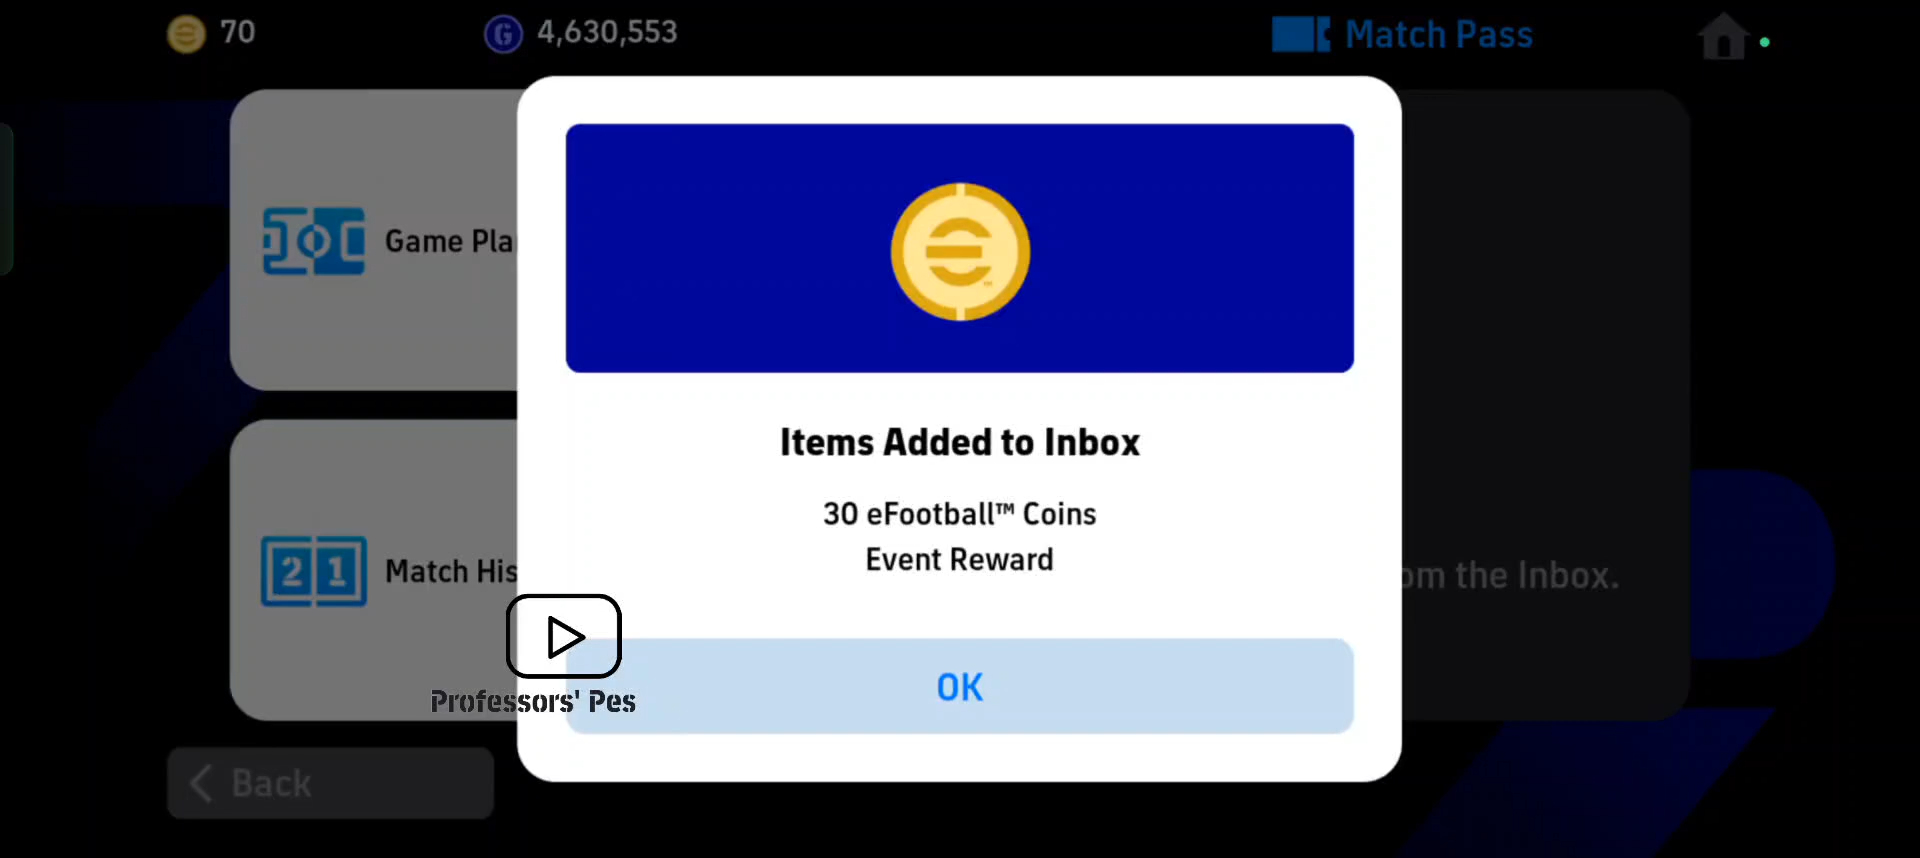 70
4,630,553
Match Pass
Game Pla
Items Added to Inbox
30 eFootball™ Coins
Event Reward
Match His
om the Inbox.
OK
Professors' Pes
Back